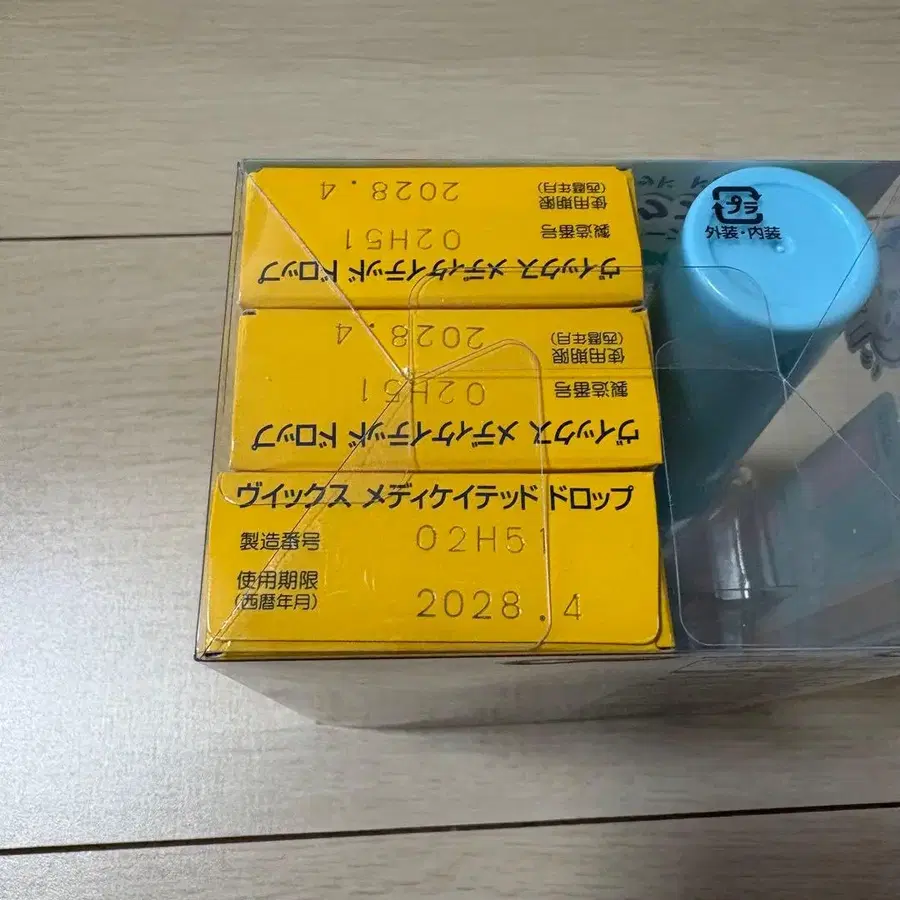 2028.4
使用期限
(西暦年月)
02H51
製造番号
ヴイックス メディケイテッド ドロップ
2028.4
使用期限
(西暦年月)
02H51
製造番号
ヴイックス メディケイテッド ドロップ
ヴイックス メディケイテッド ドロップ
製造番号 02H51
使用期限
(西暦年月) 2028.4
プラ
外装・内装